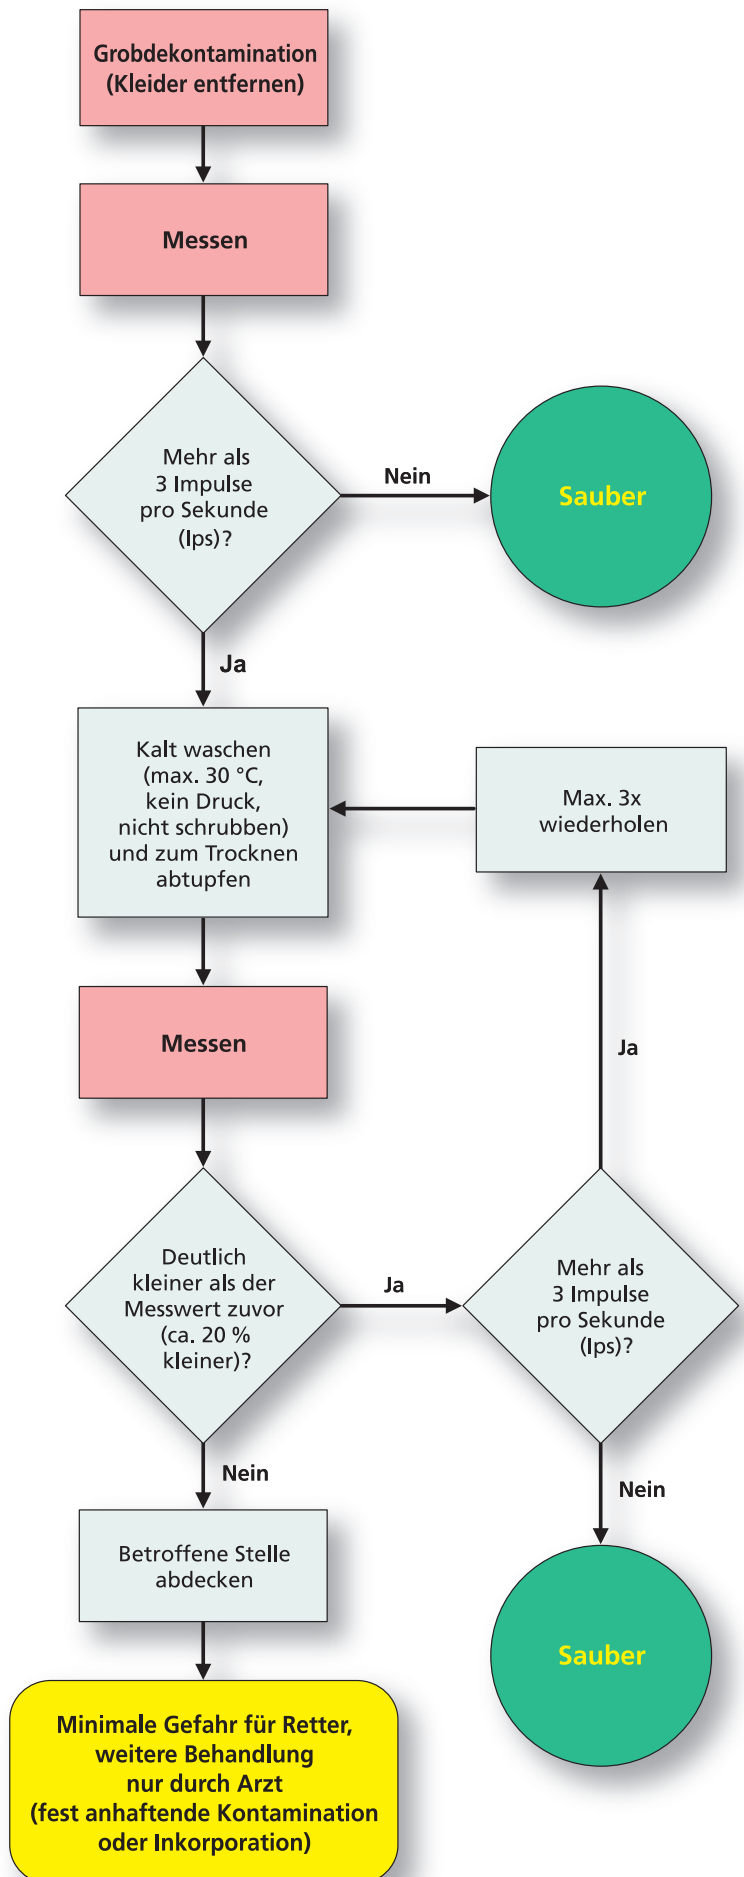 Grobdekontamination
(Kleider entfernen)
Messen
Mehr als
3 Impulse
pro Sekunde
(Ips)?
Nein
Sauber
Ja
Kalt waschen
(max. 30 °C,
kein Druck,
nicht schrubben)
und zum Trocknen
abtupfen
Max. 3x
wiederholen
Messen
Ja
Deutlich
kleiner als der
Messwert zuvor
(ca. 20 %
kleiner)?
Ja
Mehr als
3 Impulse
pro Sekunde
(Ips)?
Nein
Nein
Betroffene Stelle
abdecken
Sauber
Minimale Gefahr für Retter,
weitere Behandlung
nur durch Arzt
(fest anhaftende Kontamination
oder Inkorporation)